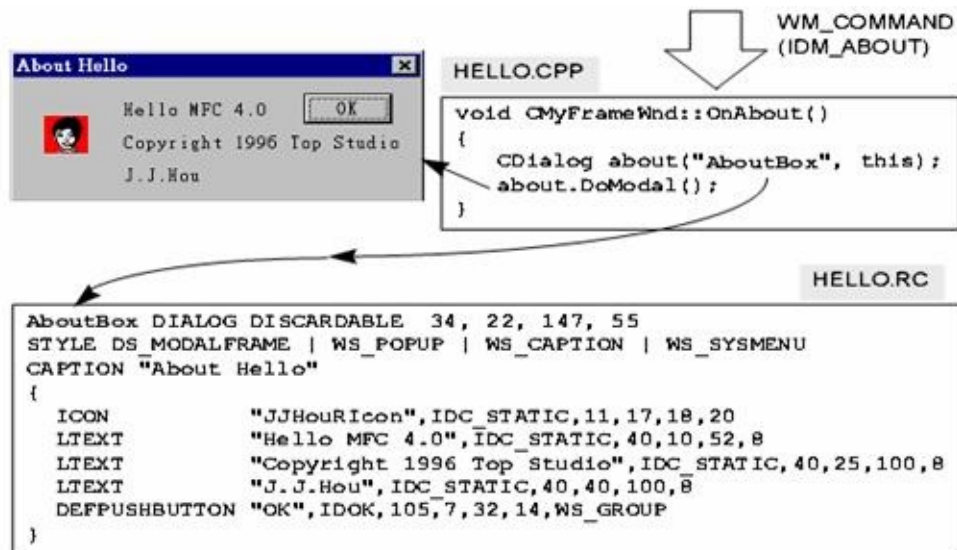 WM_COMMAND
(IDM_ABOUT)
About Hello
Hello MFC 4.0
OK
Copyright 1996 Top Studio
J.J.Hou
HELLO.CPP
void CMyFrameWnd::OnAbout()
{
CDialog about("AboutBox", this);
about.DoModal();
}
HELLO.RC
AboutBox DIALOG DISCARDABLE 34, 22, 147, 55
STYLE DS_MODALFRAME | WS_POPUP | WS_CAPTION | WS_SYSMENU
CAPTION "About Hello"
{
ICON "JJHouRIcon",IDC_STATIC,11,17,18,20
LTEXT "Hello MFC 4.0",IDC_STATIC,40,10,52,8
LTEXT "Copyright 1996 Top Studio",IDC_STATIC,40,25,100,8
LTEXT "J.J.Hou",IDC_STATIC,40,40,100,8
DEFPUSHBUTTON "OK",IDOK,105,7,32,14,WS_GROUP
}